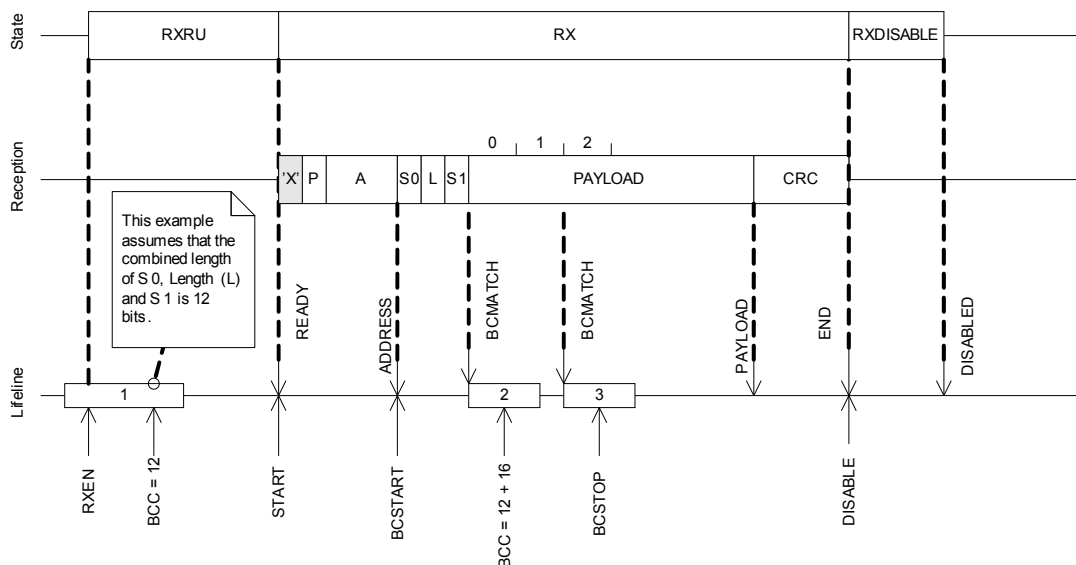 State
RXRU
RX
RXDISABLE
Reception
0
1
2
'X'
P
A
S0
L
S1
PAYLOAD
CRC
This example
assumes that the
combined length
of S0, Length (L)
and S1 is 12
bits.
READY
ADDRESS
BCMATCH
BCMATCH
PAYLOAD
END
DISABLED
Lifeline
1
2
3
RXEN
BCC = 12
START
BCSTART
BCC = 12 + 16
BCSTOP
DISABLE